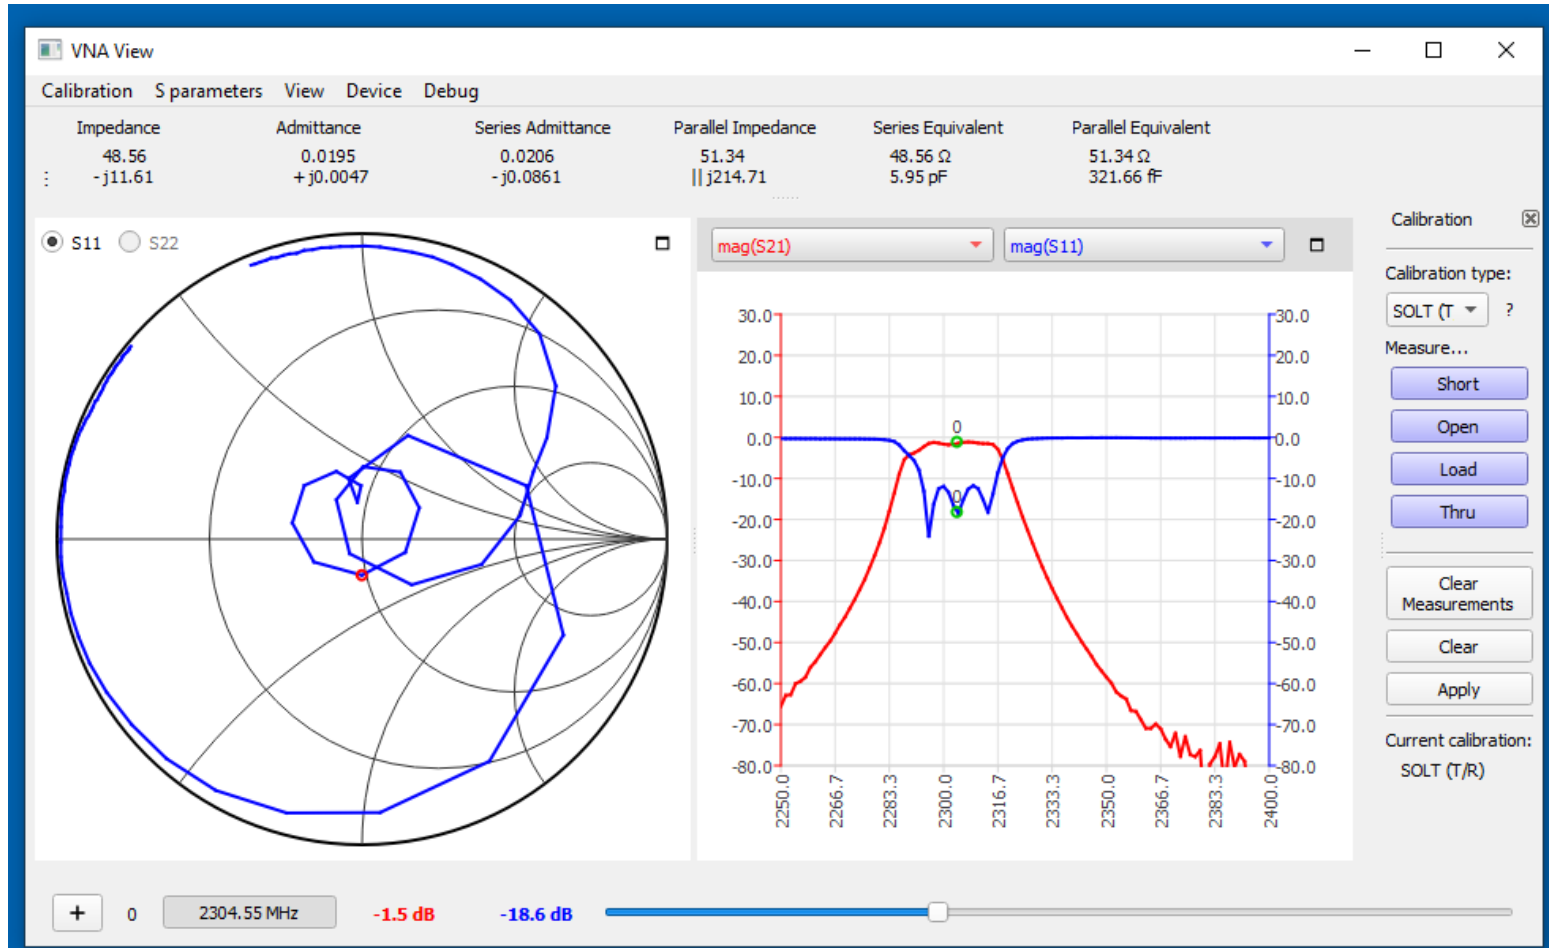 VNA View
Calibration S parameters View Device Debug
Impedance Admittance Series Admittance Parallel Impedance Series Equivalent Parallel Equivalent
48.56 0.0195 0.0206 51.34 48.56 Ω 51.34 Ω
- j11.61 + j0.0047 - j0.0861 || j214.71 5.95 pF 321.66 fF
S11 S22
mag(S21) mag(S11)
30.0 30.0
20.0 20.0
10.0 10.0
0.0 0 0.0
-10.0 -10.0
0
-20.0 -20.0
-30.0 -30.0
-40.0 -40.0
-50.0 -50.0
-60.0 -60.0
-70.0 -70.0
-80.0 -80.0
2250.0 2266.7 2283.3 2300.0 2316.7 2333.3 2350.0 2366.7 2383.3 2400.0
Calibration
Calibration type:
SOLT (T ?
Measure...
Short
Open
Load
Thru
Clear
Measurements
Clear
Apply
Current calibration:
SOLT (T/R)
+ 0 2304.55 MHz -1.5 dB -18.6 dB